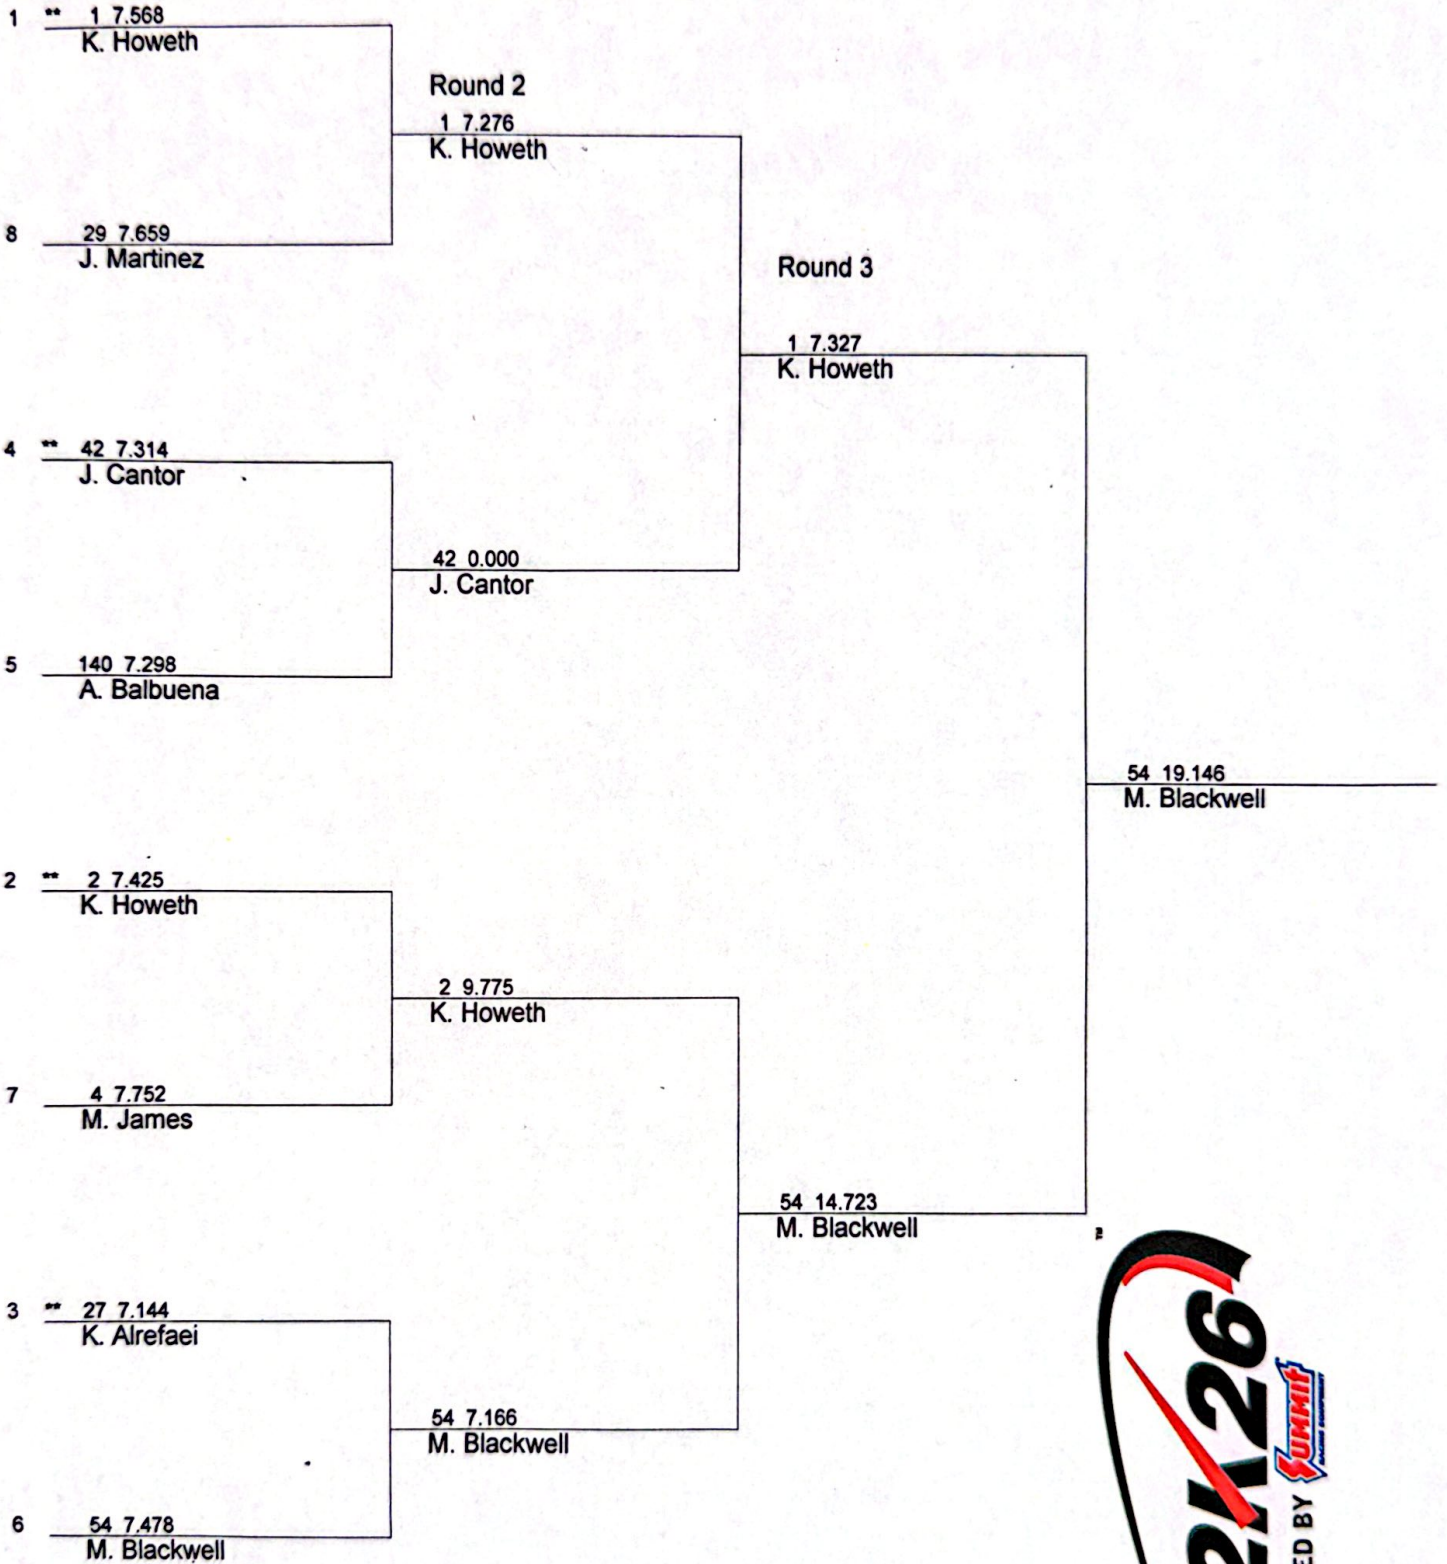 1 ** 1 7.568
K. Howeth
8 29 7.659
J. Martinez
4 ** 42 7.314
J. Cantor
5 140 7.298
A. Balbuena
2 ** 2 7.425
K. Howeth
7 4 7.752
M. James
3 ** 27 7.144
K. Alrefaei
6 54 7.478
M. Blackwell
Round 2
1 7.276
K. Howeth
42 0.000
J. Cantor
2 9.775
K. Howeth
54 7.166
M. Blackwell
Round 3
1 7.327
K. Howeth
54 14.723
M. Blackwell
54 19.146
M. Blackwell
TM
2K26
ED BY
SUMMIT
RACING EQUIPMENT